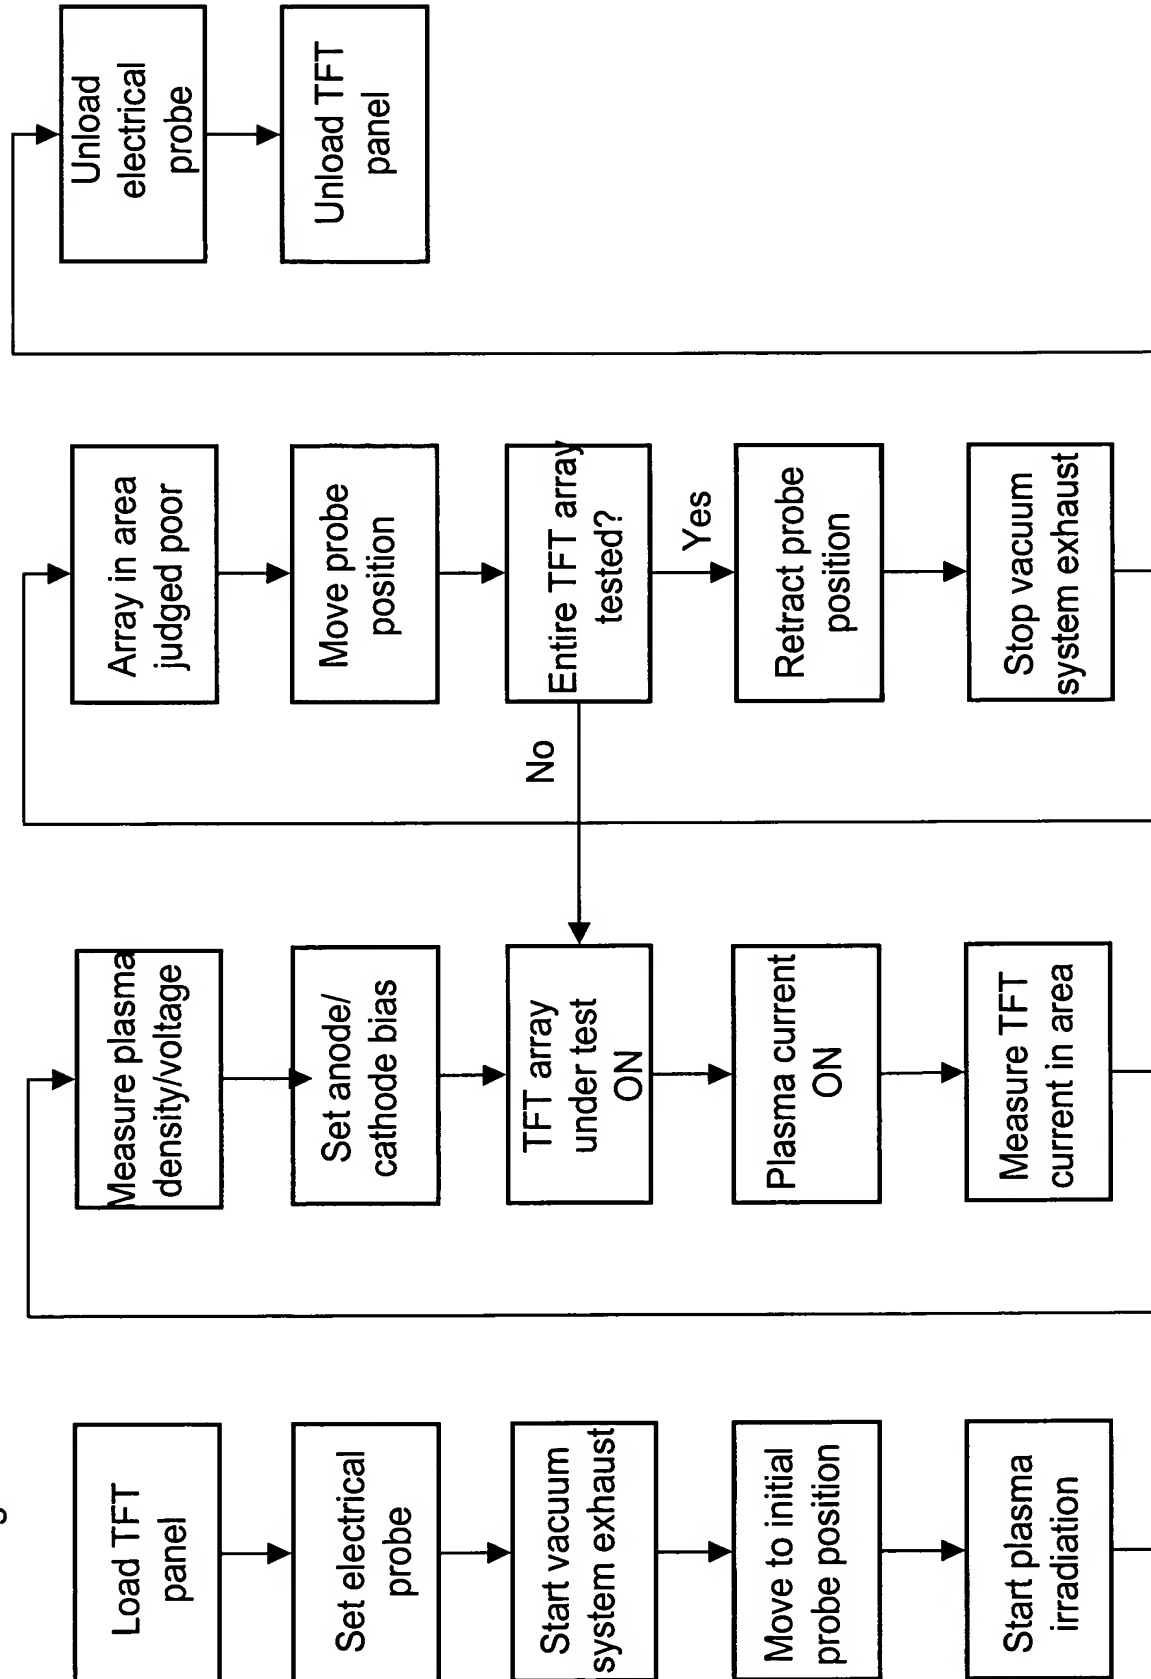 Load TFT
panel
Set electrical
probe
Start vacuum
system exhaust
Move to initial
probe position
Start plasma
irradiation
Measure plasma
density/voltage
Set anode/
cathode bias
TFT array
under test
ON
Plasma current
ON
Measure TFT
current in area
Array in area
judged poor
Move probe
position
Entire TFT array
tested?
No
Yes
Retract probe
position
Stop vacuum
system exhaust
Unload
electrical
probe
Unload TFT
panel